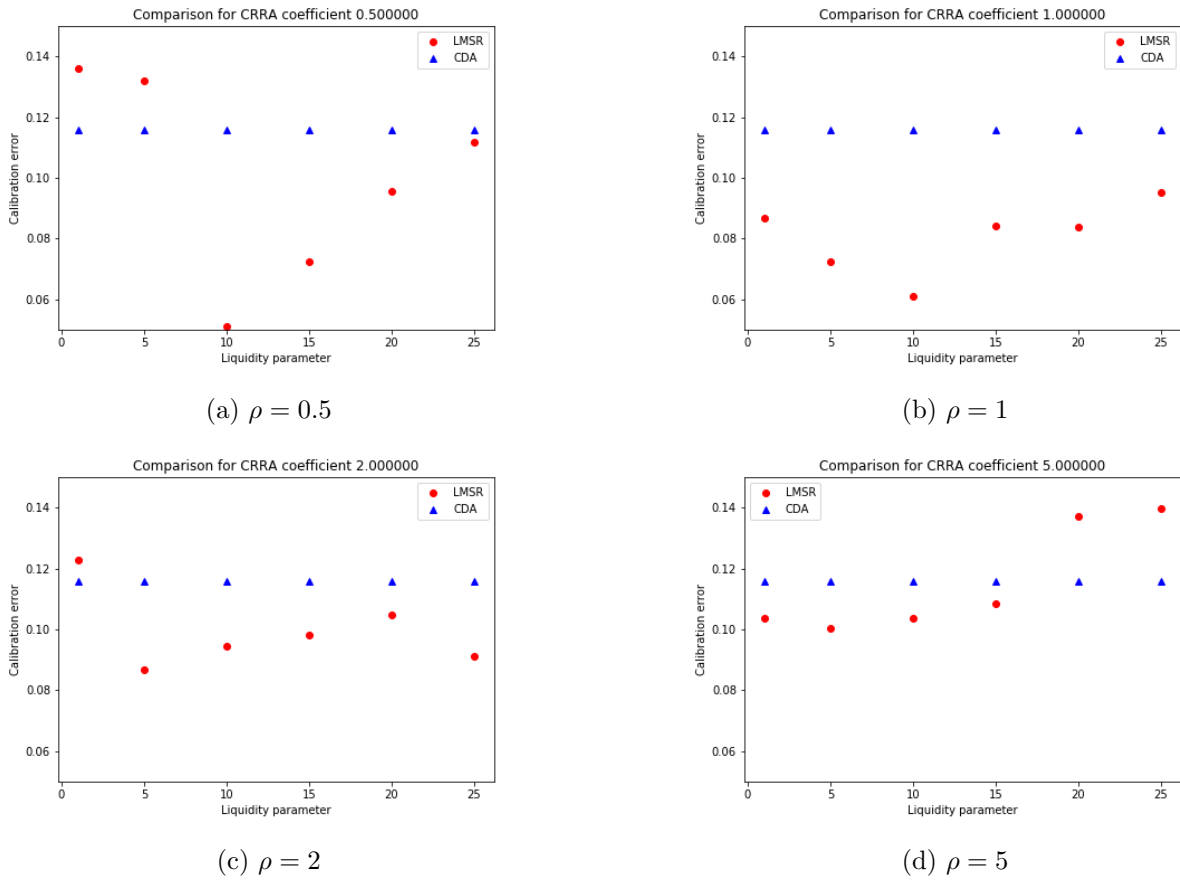 Comparison for CRRA coefficient 0.500000
LMSR
CDA
0.14
0.12
0.10
0.08
0.06
Calibration error
0 5 10 15 20 25
Liquidity parameter
(a) ρ = 0.5
Comparison for CRRA coefficient 1.000000
LMSR
CDA
0.14
0.12
0.10
0.08
0.06
Calibration error
0 5 10 15 20 25
Liquidity parameter
(b) ρ = 1
Comparison for CRRA coefficient 2.000000
LMSR
CDA
0.14
0.12
0.10
0.08
0.06
Calibration error
0 5 10 15 20 25
Liquidity parameter
(c) ρ = 2
Comparison for CRRA coefficient 5.000000
LMSR
CDA
0.14
0.12
0.10
0.08
0.06
Calibration error
0 5 10 15 20 25
Liquidity parameter
(d) ρ = 5